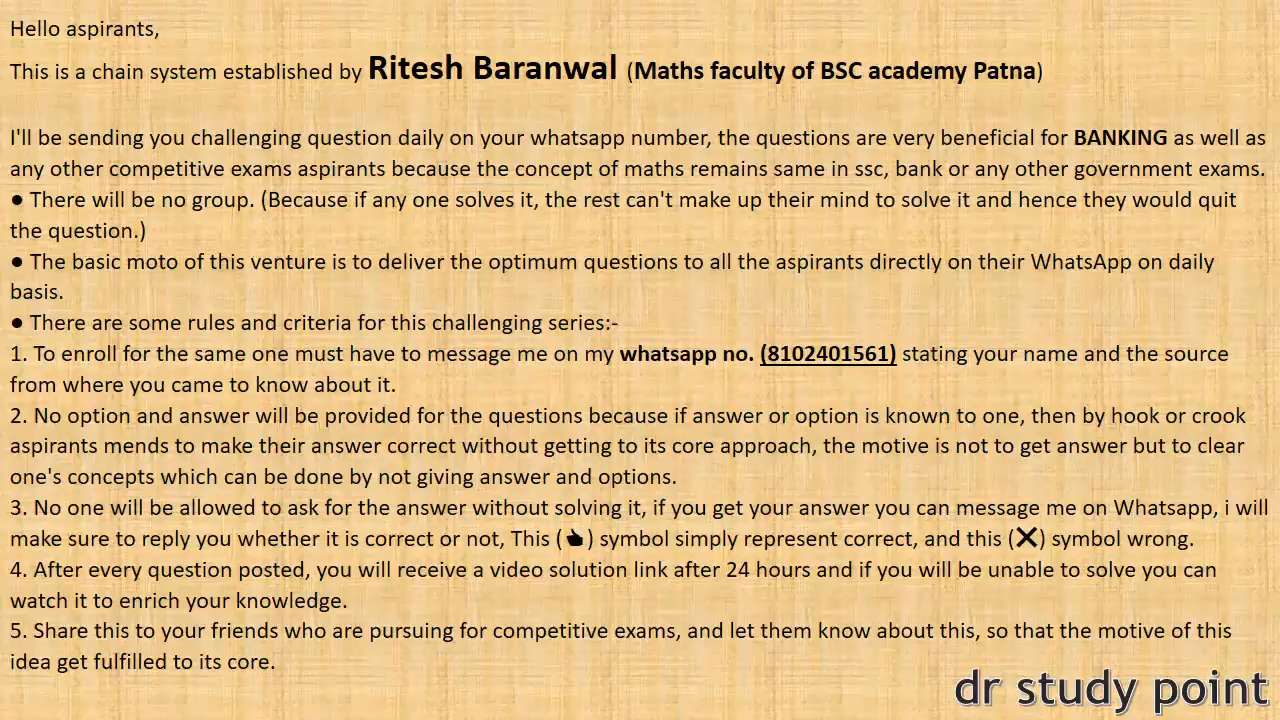 Hello aspirants,
This is a chain system established by Ritesh Baranwal (Maths faculty of BSC academy Patna)
I'll be sending you challenging question daily on your whatsapp number, the questions are very beneficial for BANKING as well as
any other competitive exams aspirants because the concept of maths remains same in ssc, bank or any other government exams.
● There will be no group. (Because if any one solves it, the rest can't make up their mind to solve it and hence they would quit
the question.)
● The basic moto of this venture is to deliver the optimum questions to all the aspirants directly on their WhatsApp on daily
basis.
● There are some rules and criteria for this challenging series:-
1. To enroll for the same one must have to message me on my whatsapp no. (8102401561) stating your name and the source
from where you came to know about it.
2. No option and answer will be provided for the questions because if answer or option is known to one, then by hook or crook
aspirants mends to make their answer correct without getting to its core approach, the motive is not to get answer but to clear
one's concepts which can be done by not giving answer and options.
3. No one will be allowed to ask for the answer without solving it, if you get your answer you can message me on Whatsapp, i will
make sure to reply you whether it is correct or not, This (👍) symbol simply represent correct, and this (❌) symbol wrong.
4. After every question posted, you will receive a video solution link after 24 hours and if you will be unable to solve you can
watch it to enrich your knowledge.
5. Share this to your friends who are pursuing for competitive exams, and let them know about this, so that the motive of this
idea get fulfilled to its core.
dr study point